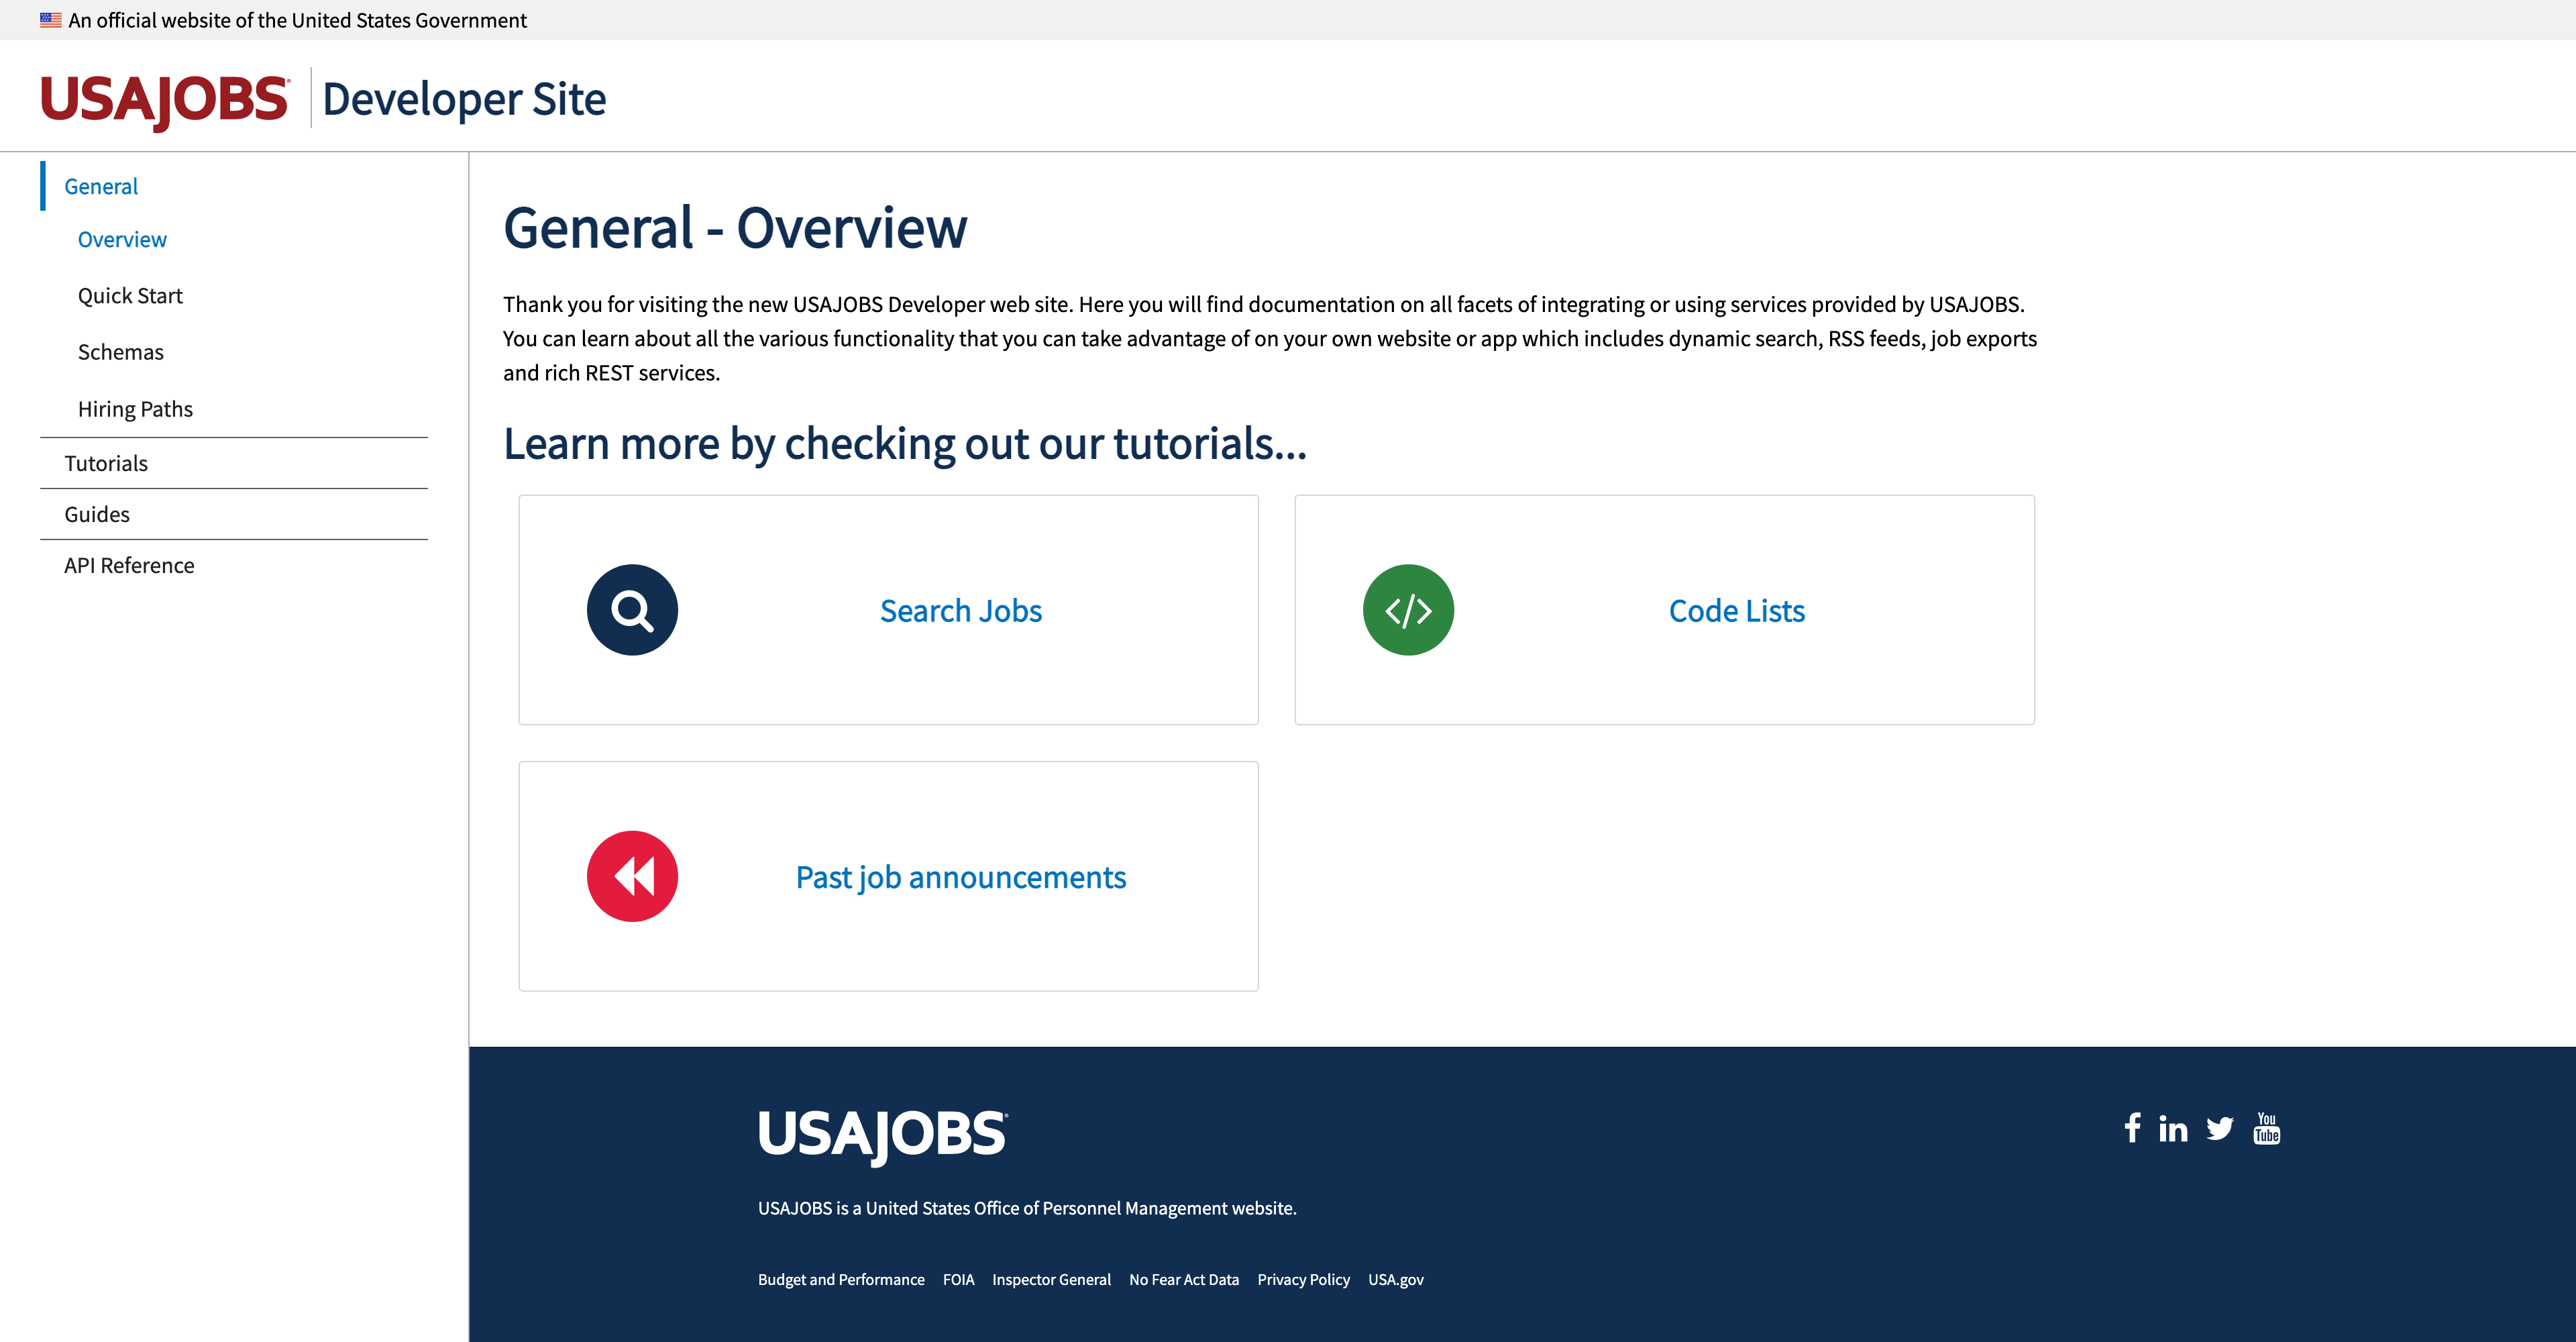 An official website of the United States Government
USAJOBS
Developer Site
General
Overview
Quick Start
Schemas
Hiring Paths
Tutorials
Guides
API Reference
General - Overview
Thank you for visiting the new USAJOBS Developer web site. Here you will find documentation on all facets of integrating or using services provided by USAJOBS.
You can learn about all the various functionality that you can take advantage of on your own website or app which includes dynamic search, RSS feeds, job exports
and rich REST services.
Learn more by checking out our tutorials...
Search Jobs
</> Code Lists
Past job announcements
USAJOBS
f in You Tube
USAJOBS is a United States Office of Personnel Management website.
Budget and Performance FOIA Inspector General No Fear Act Data Privacy Policy USA.gov